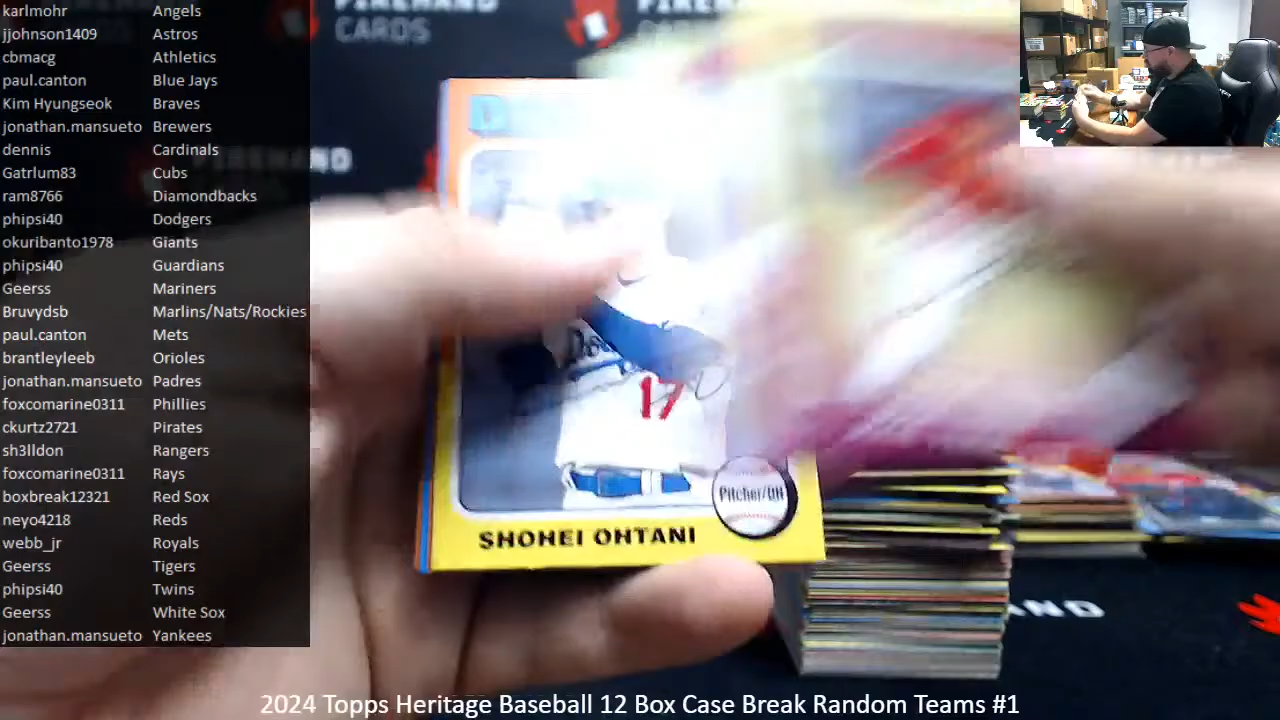 karlmohr Angels
jjohnson1409 Astros
cbmacg Athletics
paul.canton Blue Jays
Kim Hyungseok Braves
jonathan.mansueto Brewers
dennis Cardinals
Gatrlum83 Cubs
ram8766 Diamondbacks
phipsi40 Dodgers
okuribanto1978 Giants
phipsi40 Guardians
Geerss Mariners
Bruvydsb Marlins/Nats/Rockies
paul.canton Mets
brantleyleeb Orioles
jonathan.mansueto Padres
foxcomarine0311 Phillies
ckurtz2721 Pirates
sh3lldon Rangers
foxcomarine0311 Rays
boxbreak12321 Red Sox
neyo4218 Reds
webb_jr Royals
Geerss Tigers
phipsi40 Twins
Geerss White Sox
jonathan.mansueto Yankees
FIREHAND
CARDS
D
17
Pitcher/DH
SHOHEI OHTANI
2024 Topps Heritage Baseball 12 Box Case Break Random Teams #1